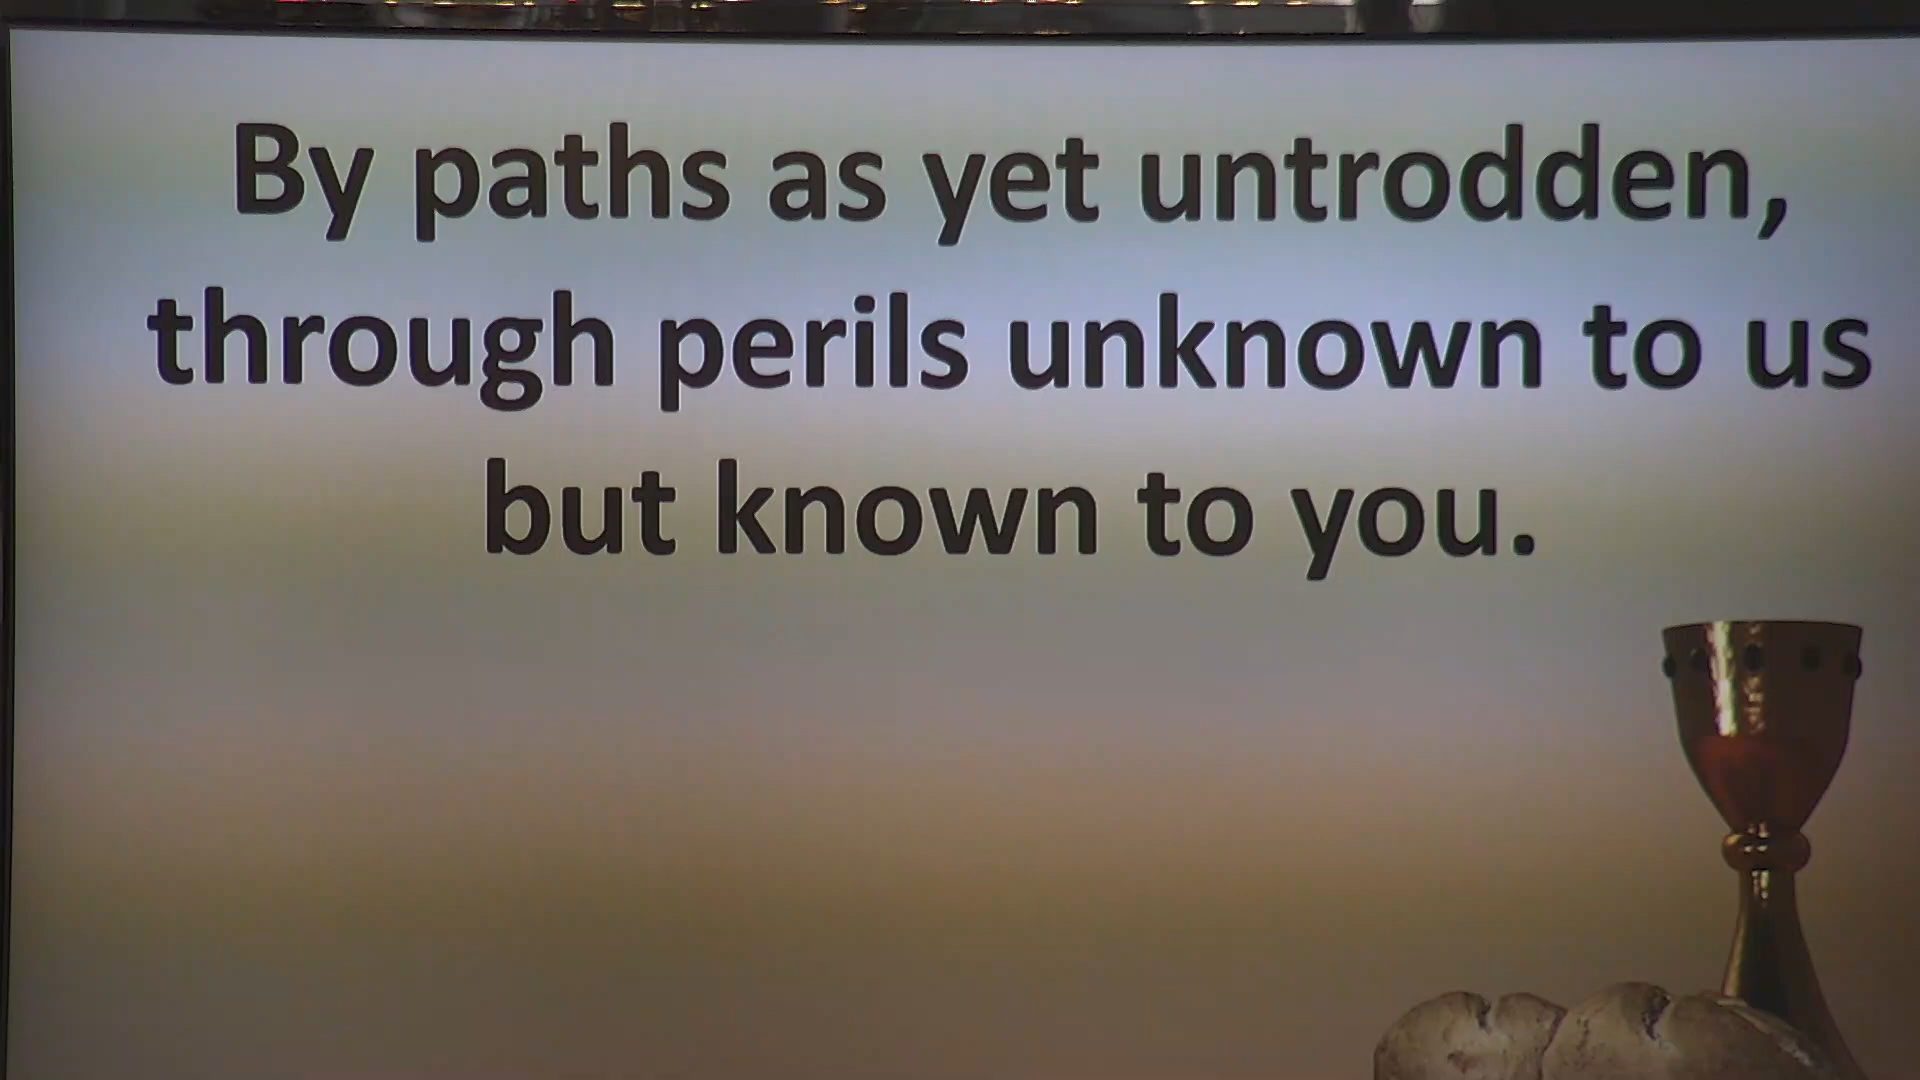 By paths as yet untrodden,
through perils unknown to us
but known to you.